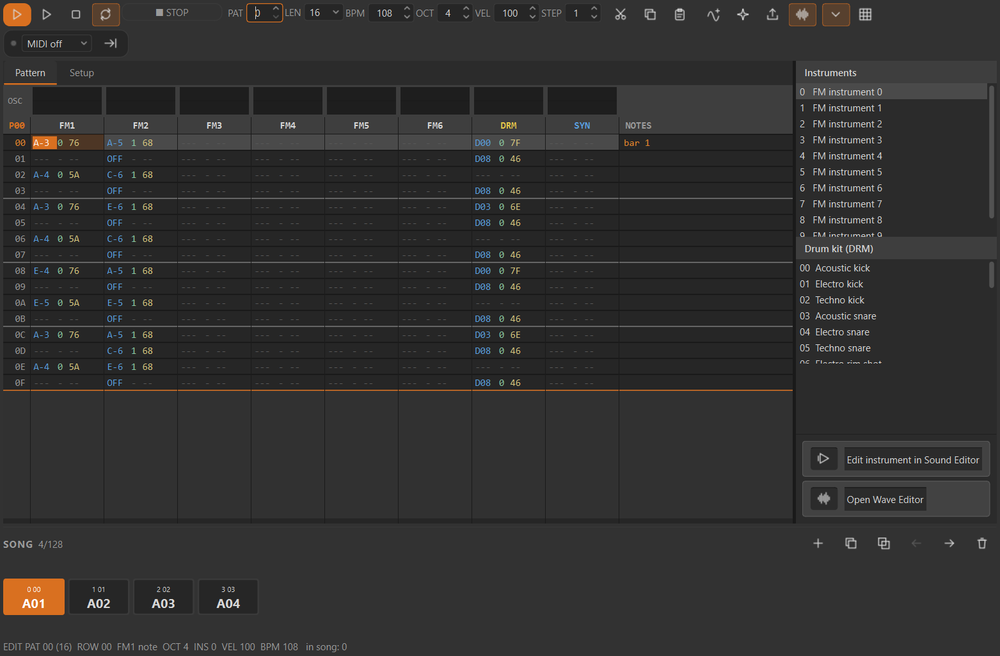 STOP PAT 0 LEN 16 BPM 108 OCT 4 VEL 100 STEP 1
MIDI off
Pattern Setup
OSC
P00 FM1 FM2 FM3 FM4 FM5 FM6 DRM SYN NOTES
00 A-3 0 76 A-5 1 68 --- - -- --- - -- --- - -- --- - -- D00 0 7F --- - -- bar 1
01 --- - -- OFF - -- --- - -- --- - -- --- - -- --- - -- D08 0 46 --- - --
02 A-4 0 5A C-6 1 68 --- - -- --- - -- --- - -- --- - -- --- - -- --- - --
03 --- - -- OFF - -- --- - -- --- - -- --- - -- --- - -- D08 0 46 --- - --
04 A-3 0 76 E-6 1 68 --- - -- --- - -- --- - -- --- - -- D03 0 6E --- - --
05 --- - -- OFF - -- --- - -- --- - -- --- - -- --- - -- D08 0 46 --- - --
06 A-4 0 5A C-6 1 68 --- - -- --- - -- --- - -- --- - -- --- - -- --- - --
07 --- - -- OFF - -- --- - -- --- - -- --- - -- --- - -- D08 0 46 --- - --
08 E-4 0 76 A-5 1 68 --- - -- --- - -- --- - -- --- - -- D00 0 7F --- - --
09 --- - -- OFF - -- --- - -- --- - -- --- - -- --- - -- D08 0 46 --- - --
0A E-5 0 5A E-5 1 68 --- - -- --- - -- --- - -- --- - -- --- - -- --- - --
0B --- - -- OFF - -- --- - -- --- - -- --- - -- --- - -- D08 0 46 --- - --
0C A-3 0 76 A-5 1 68 --- - -- --- - -- --- - -- --- - -- D03 0 6E --- - --
0D --- - -- C-6 1 68 --- - -- --- - -- --- - -- --- - -- D08 0 46 --- - --
0E A-4 0 5A E-6 1 68 --- - -- --- - -- --- - -- --- - -- --- - -- --- - --
0F --- - -- OFF - -- --- - -- --- - -- --- - -- --- - -- D08 0 46 --- - --
Instruments
0 FM instrument 0
1 FM instrument 1
2 FM instrument 2
3 FM instrument 3
4 FM instrument 4
5 FM instrument 5
6 FM instrument 6
7 FM instrument 7
8 FM instrument 8
9 FM instrument 9
Drum kit (DRM)
00 Acoustic kick
01 Electro kick
02 Techno kick
03 Acoustic snare
04 Electro snare
05 Techno snare
06 Electro rim shot
Edit instrument in Sound Editor
Open Wave Editor
SONG 4/128
0 00 1 01 2 02 3 03
A01 A02 A03 A04
EDIT PAT 00 (16) ROW 00 FM1 note OCT 4 INS 0 VEL 100 BPM 108 in song: 0